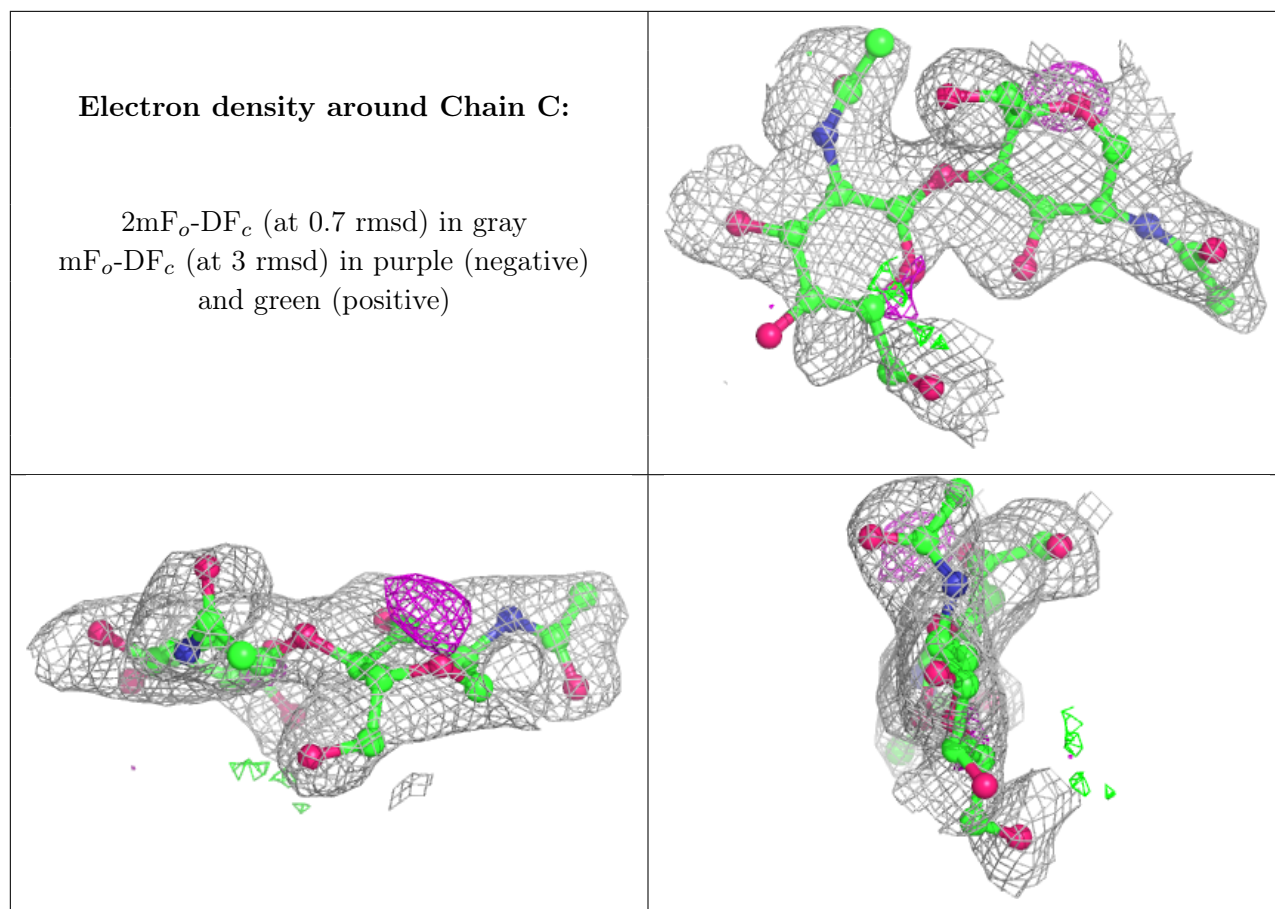 Electron density around Chain C:
2mFₒ-DF𝒸 (at 0.7 rmsd) in gray
mFₒ-DF𝒸 (at 3 rmsd) in purple (negative)
and green (positive)